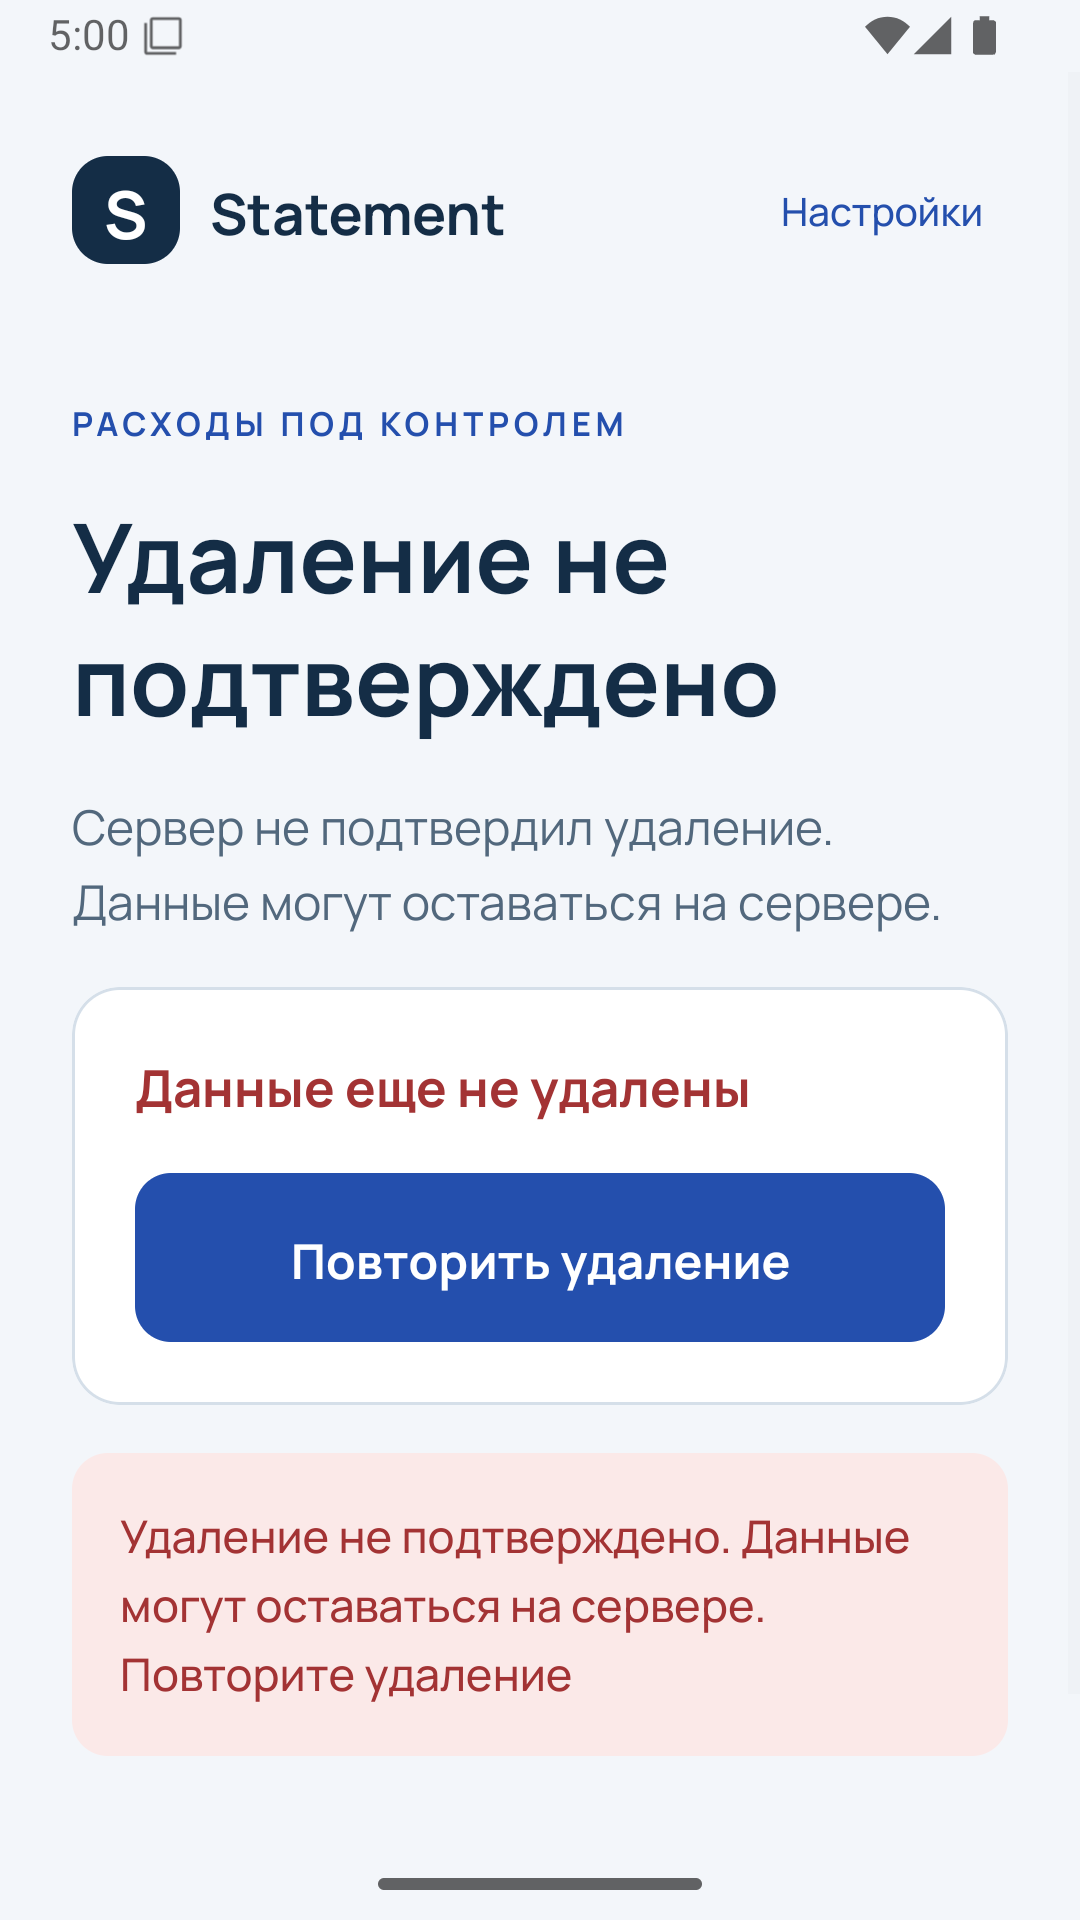 5:00
S Statement
Настройки
РАСХОДЫ ПОД КОНТРОЛЕМ
Удаление не
подтверждено
Сервер не подтвердил удаление.
Данные могут оставаться на сервере.
Данные еще не удалены
Повторить удаление
Удаление не подтверждено. Данные
могут оставаться на сервере.
Повторите удаление